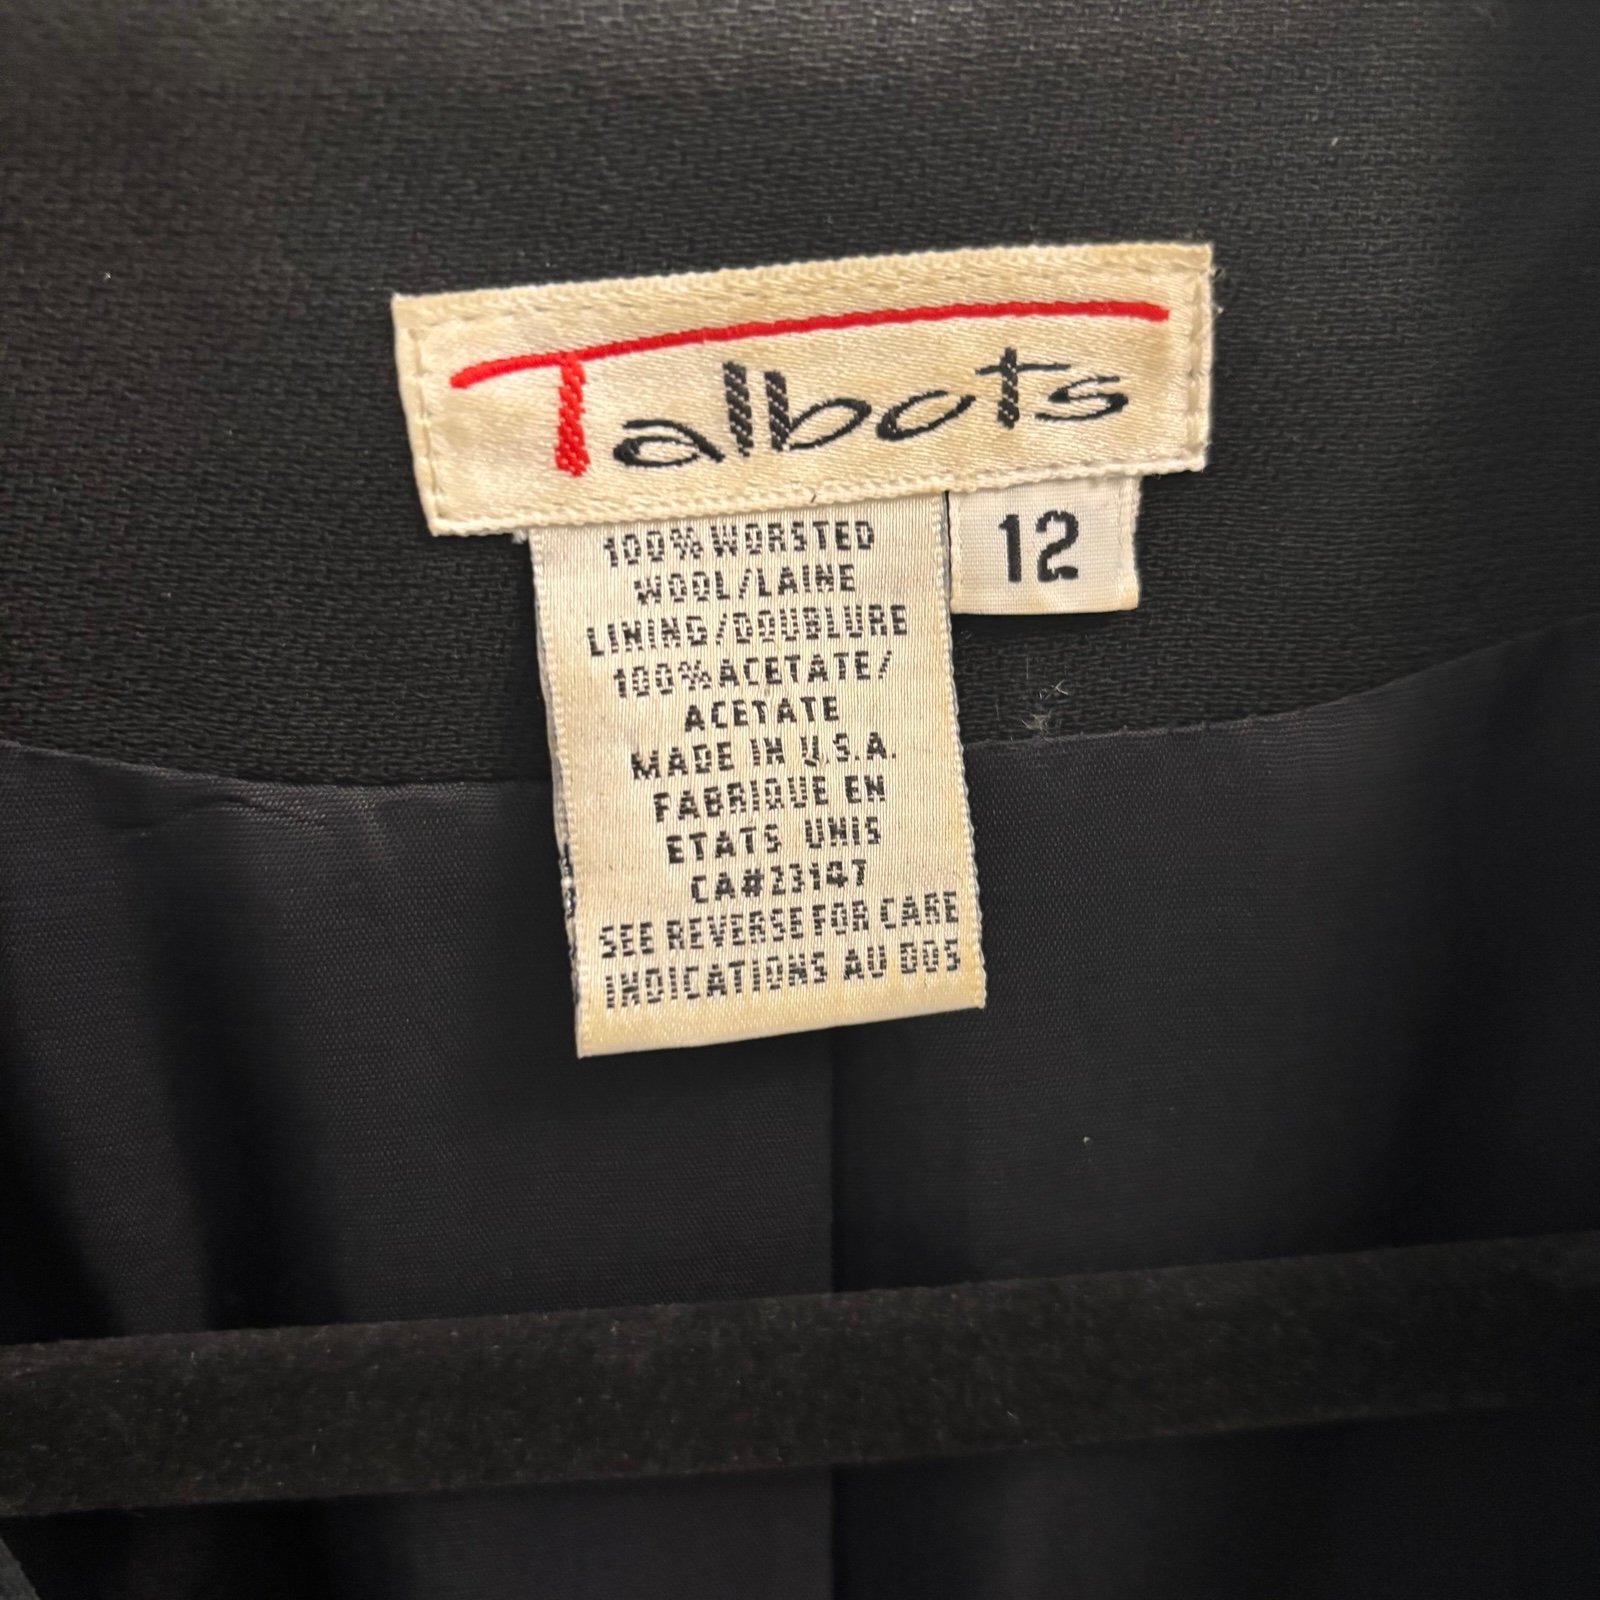 Talbots
12
100% WORSTED
WOOL/LAINE
LINING/DOUBLURE
100% ACETATE/
ACETATE
MADE IN U.S.A.
FABRIQUE EN
ETATS UNIS
CA#
SEE REVERSE FOR CARE
INDICATIONS AU DOS